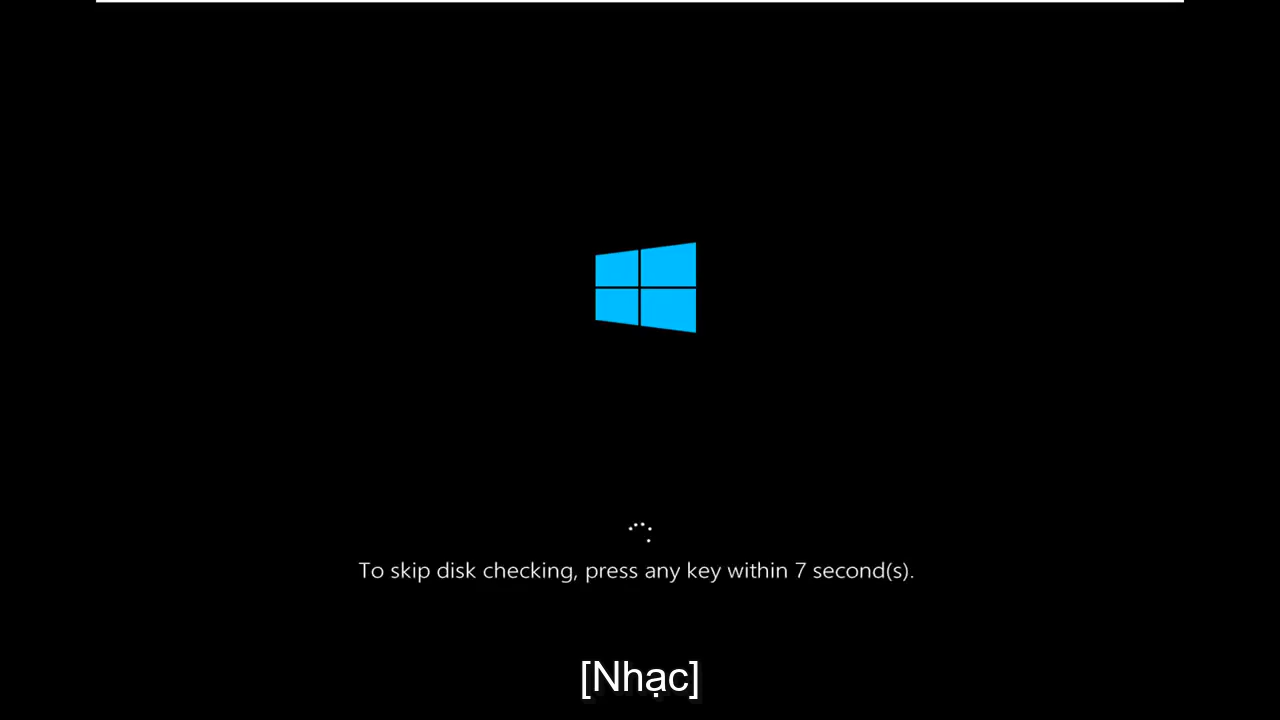 To skip disk checking, press any key within 7 second(s).
[Nhạc]